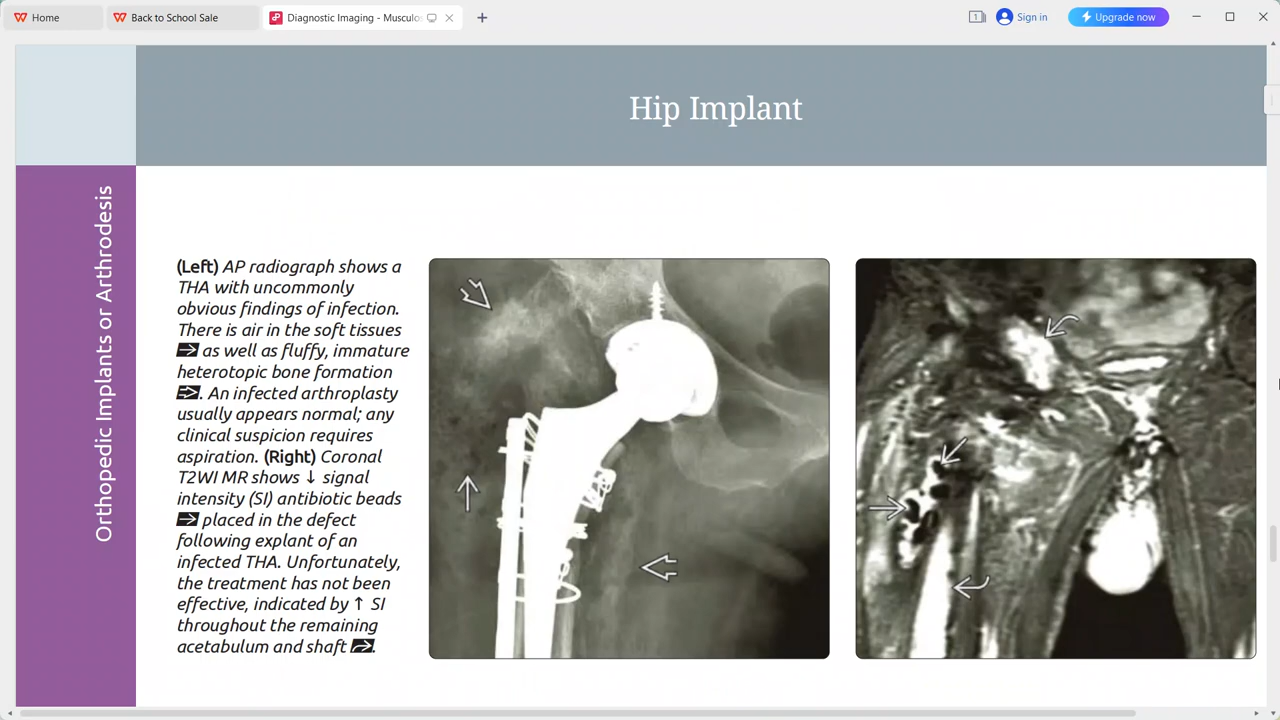 Home
Back to School Sale
Diagnostic Imaging - Musculo
1
Sign in
Upgrade now
Hip Implant
Orthopedic Implants or Arthrodesis
(Left) AP radiograph shows a
THA with uncommonly
obvious findings of infection.
There is air in the soft tissues
as well as fluffy, immature
heterotopic bone formation
. An infected arthroplasty
usually appears normal; any
clinical suspicion requires
aspiration. (Right) Coronal
T2WI MR shows ↓ signal
intensity (SI) antibiotic beads
placed in the defect
following explant of an
infected THA. Unfortunately,
the treatment has not been
effective, indicated by ↑ SI
throughout the remaining
acetabulum and shaft .